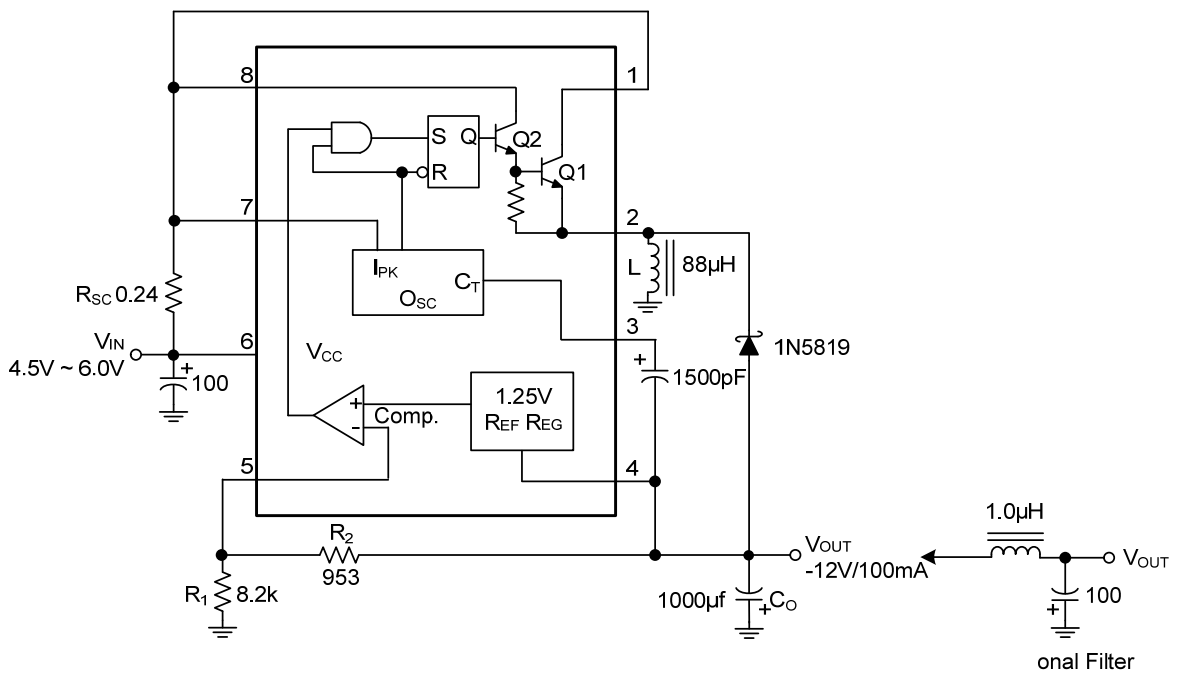 8
1
S Q
Q2
R
Q1
7
2
IPK
CT
OSC
L
88µH
RSC 0.24
3
VIN
4.5V ~ 6.0V
6
VCC
1N5819
+
100
+
1500pF
1.25V
REF REG
+
Comp.
-
5
4
R2
953
1.0µH
VOUT
-12V/100mA
VOUT
R1 8.2k
1000µf
+ CO
100
+
onal Filter